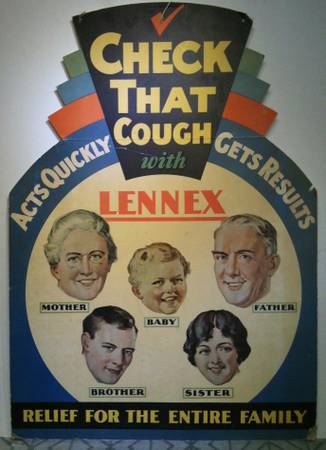 CHECK
THAT
COUGH
with
ACTS QUICKLY
GETS RESULTS
LENNEX
MOTHER
BABY
FATHER
BROTHER
SISTER
RELIEF FOR THE ENTIRE FAMILY